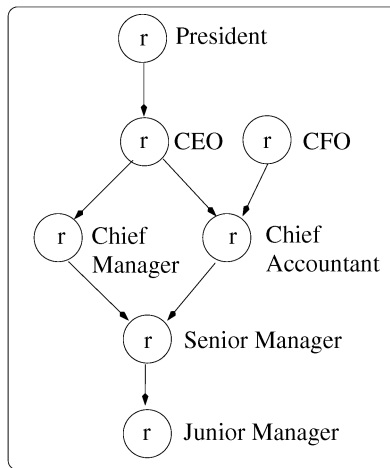 r President
r CEO r CFO
r Chief Manager r Chief Accountant
r Senior Manager
r Junior Manager